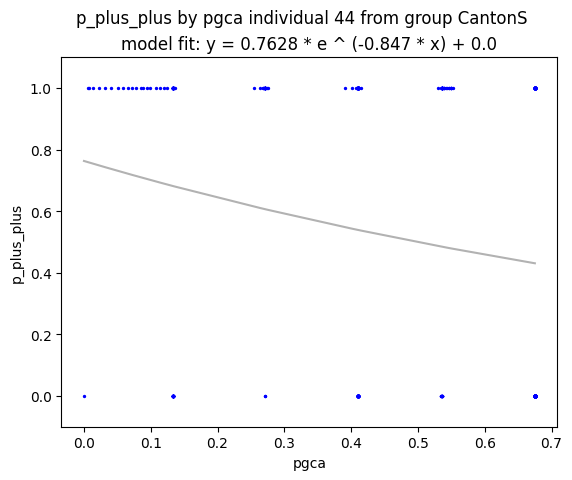 p_plus_plus by pgca individual 44 from group CantonS
model fit: y = 0.7628 * e ^ (-0.847 * x) + 0.0
1.0
0.8
0.6
0.4
0.2
0.0
p_plus_plus
0.0 0.1 0.2 0.3 0.4 0.5 0.6 0.7
pgca